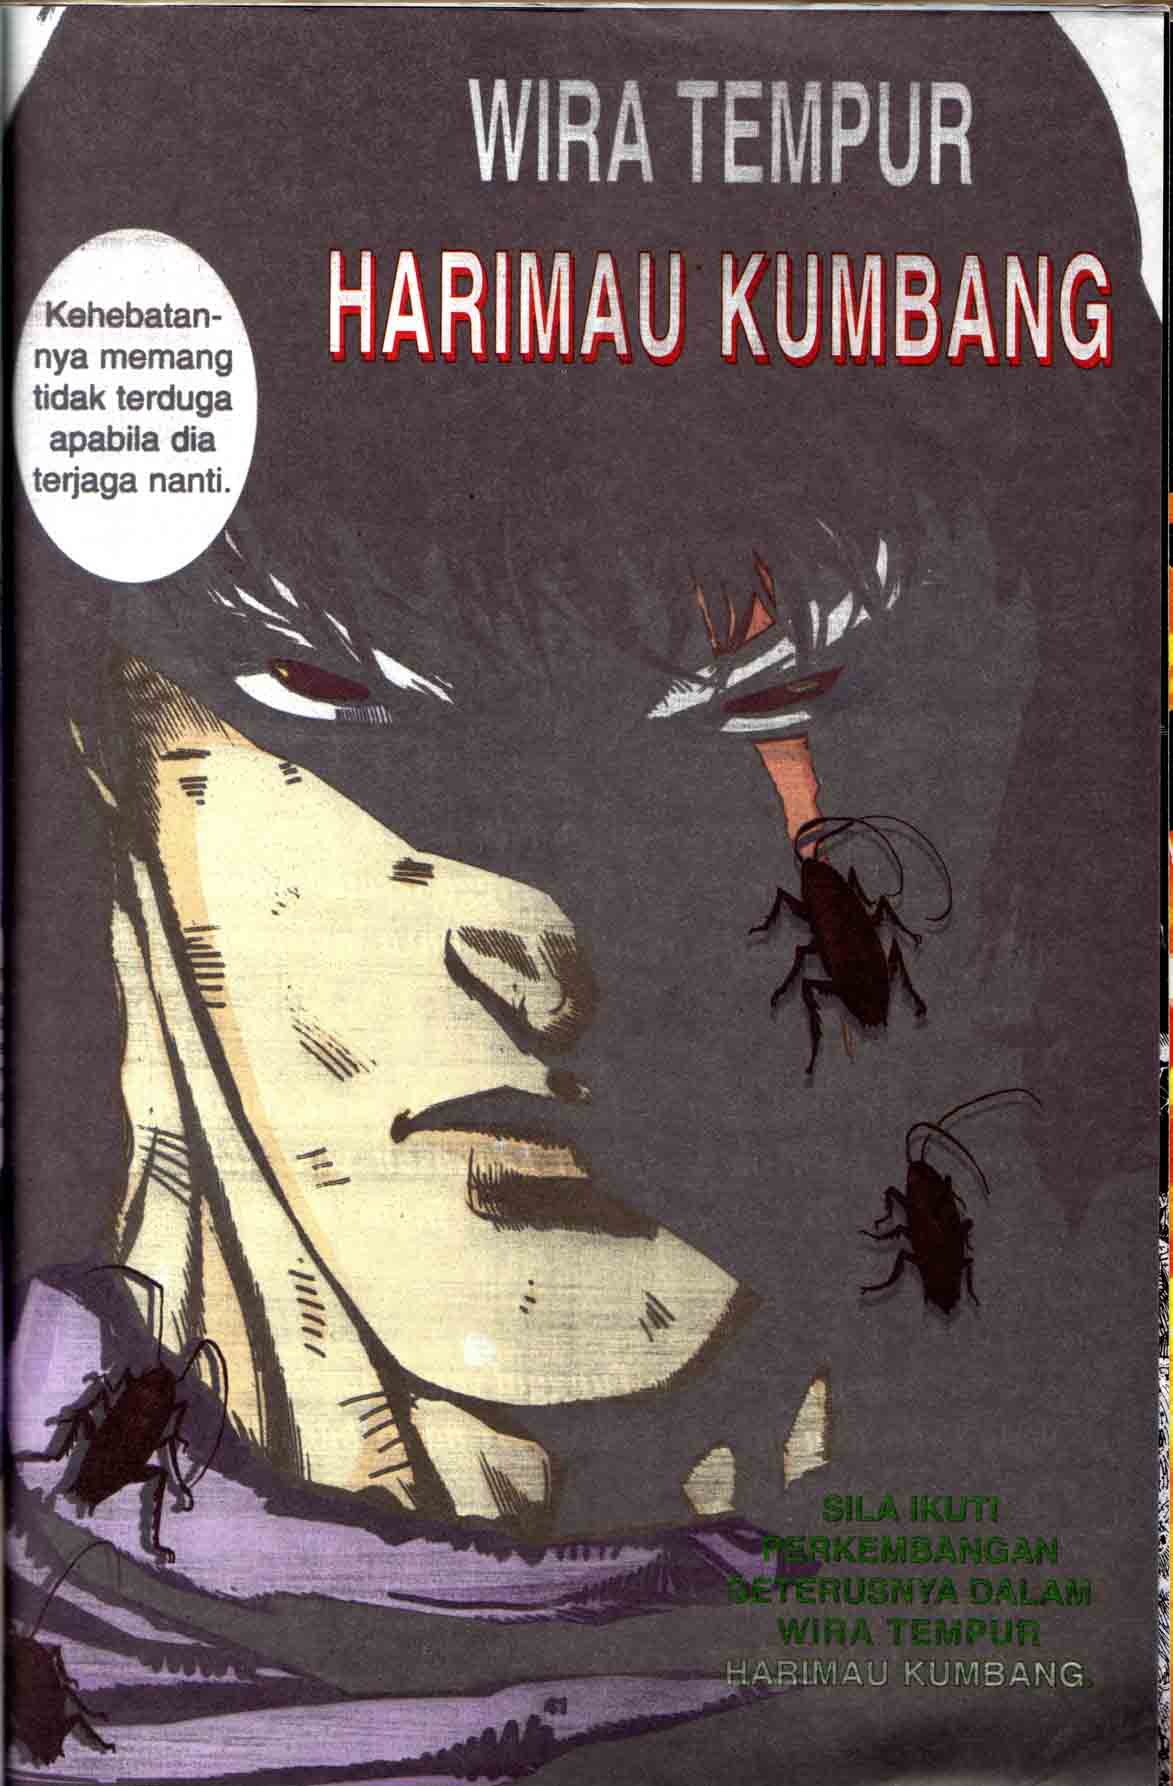 WIRA TEMPUR
HARIMAU KUMBANG
Kehebatan-
nya memang
tidak terduga
apabila dia
terjaga nanti.
SILA IKUTI
PERKEMBANGAN
SETERUSNYA DALAM
WIRA TEMPUR
HARIMAU KUMBANG.